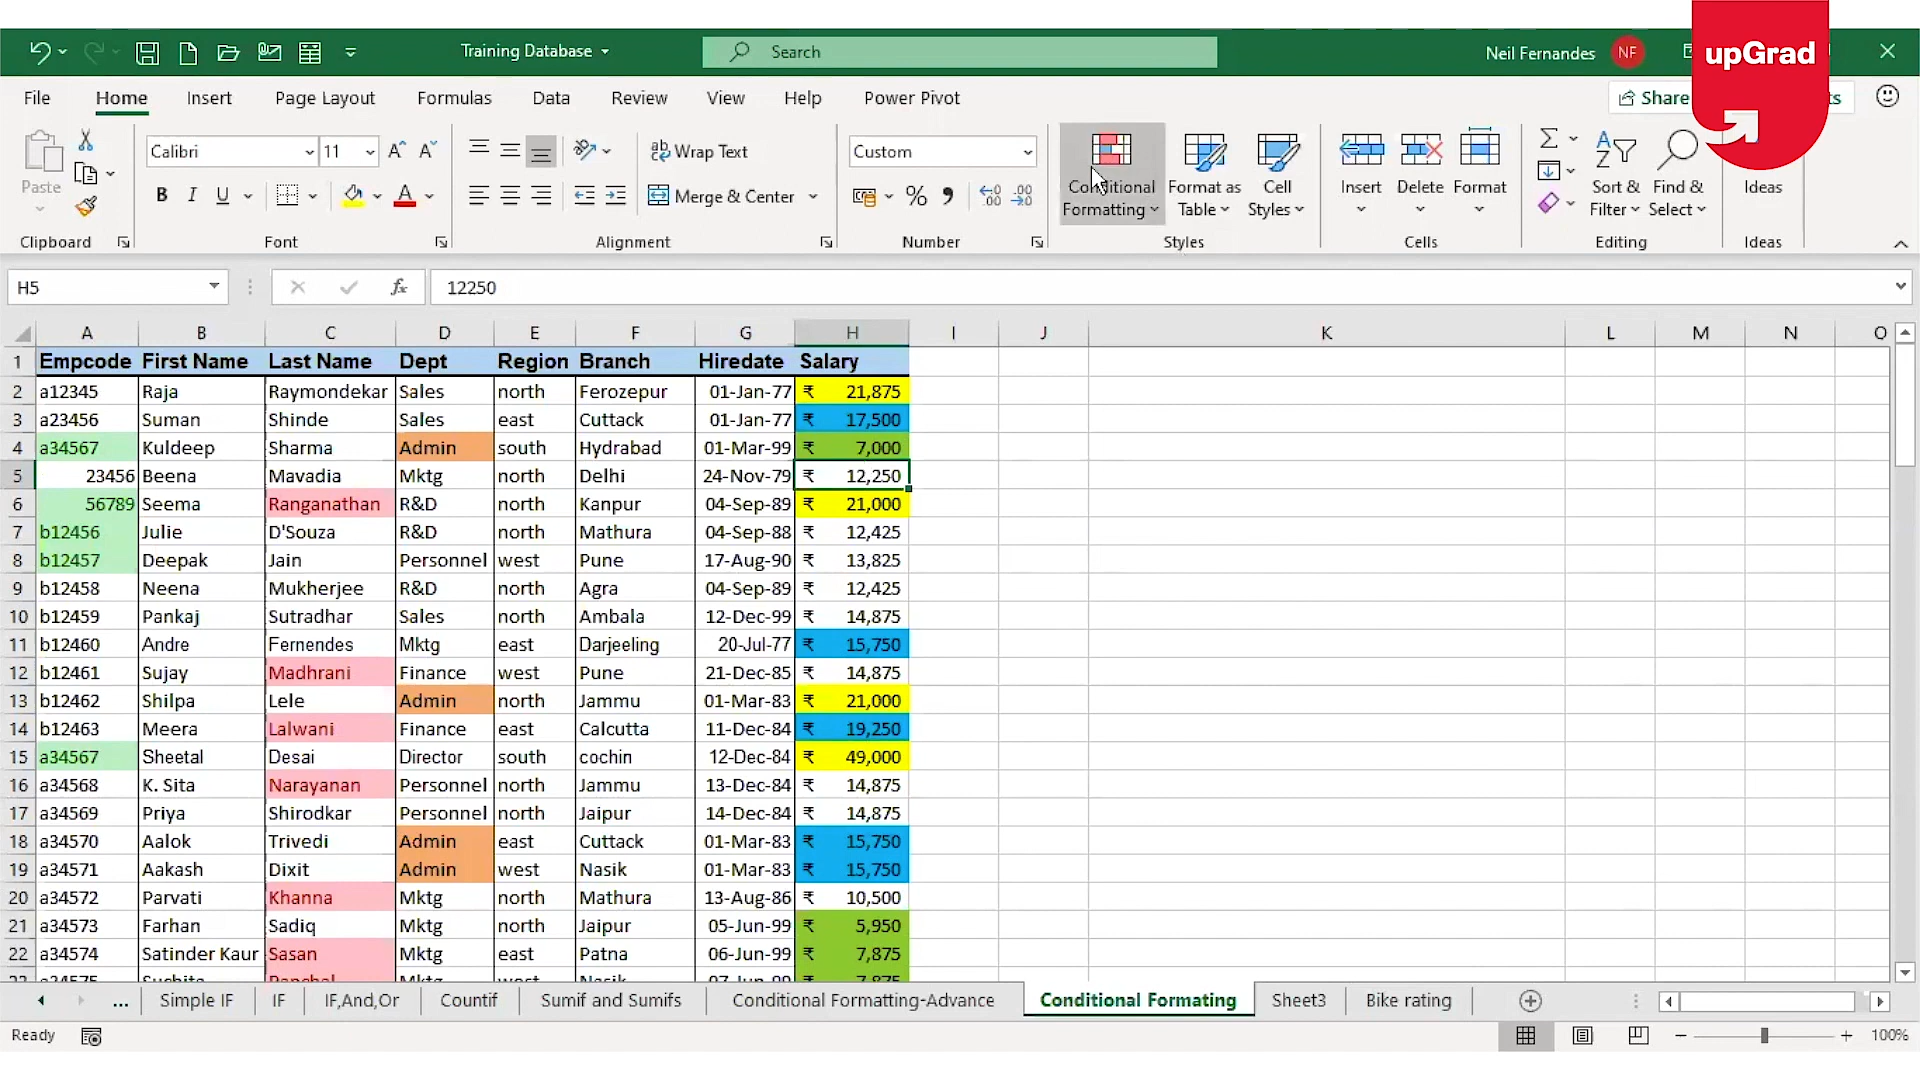 Training Database
Search
Neil Fernandes
NF
upGrad
File
Home
Insert
Page Layout
Formulas
Data
Review
View
Help
Power Pivot
Share
Paste
Calibri
11
B I U
Wrap Text
Merge & Center
Custom
Conditional Formatting
Format as Table
Cell Styles
Insert
Delete
Format
Sort & Filter
Find & Select
Ideas
Clipboard
Font
Alignment
Number
Styles
Cells
Editing
Ideas
H5
fx
12250
A B C D E F G H I J K L M N O
1 Empcode First Name Last Name Dept Region Branch Hiredate Salary
2 a12345 Raja Raymondekar Sales north Ferozepur 01-Jan-77 ₹ 21,875
3 a23456 Suman Shinde Sales east Cuttack 01-Jan-77 ₹ 17,500
4 a34567 Kuldeep Sharma Admin south Hydrabad 01-Mar-99 ₹ 7,000
5 23456 Beena Mavadia Mktg north Delhi 24-Nov-79 ₹ 12,250
6 56789 Seema Ranganathan R&D north Kanpur 04-Sep-89 ₹ 21,000
7 b12456 Julie D'Souza R&D north Mathura 04-Sep-88 ₹ 12,425
8 b12457 Deepak Jain Personnel west Pune 17-Aug-90 ₹ 13,825
9 b12458 Neena Mukherjee R&D north Agra 04-Sep-89 ₹ 12,425
10 b12459 Pankaj Sutradhar Sales north Ambala 12-Dec-99 ₹ 14,875
11 b12460 Andre Fernendes Mktg east Darjeeling 20-Jul-77 ₹ 15,750
12 b12461 Sujay Madhrani Finance west Pune 21-Dec-85 ₹ 14,875
13 b12462 Shilpa Lele Admin north Jammu 01-Mar-83 ₹ 21,000
14 b12463 Meera Lalwani Finance east Calcutta 11-Dec-84 ₹ 19,250
15 a34567 Sheetal Desai Director south cochin 12-Dec-84 ₹ 49,000
16 a34568 K. Sita Narayanan Personnel north Jammu 13-Dec-84 ₹ 14,875
17 a34569 Priya Shirodkar Personnel north Jaipur 14-Dec-84 ₹ 14,875
18 a34570 Aalok Trivedi Admin east Cuttack 01-Mar-83 ₹ 15,750
19 a34571 Aakash Dixit Admin west Nasik 01-Mar-83 ₹ 15,750
20 a34572 Parvati Khanna Mktg north Mathura 13-Aug-86 ₹ 10,500
21 a34573 Farhan Sadiq Mktg north Jaipur 05-Jun-99 ₹ 5,950
22 a34574 Satinder Kaur Sasan Mktg east Patna 06-Jun-99 ₹ 7,875
... Simple IF
IF
IF,And,Or
Countif
Sumif and Sumifs
Conditional Formatting-Advance
Conditional Formating
Sheet3
Bike rating
Ready
100%